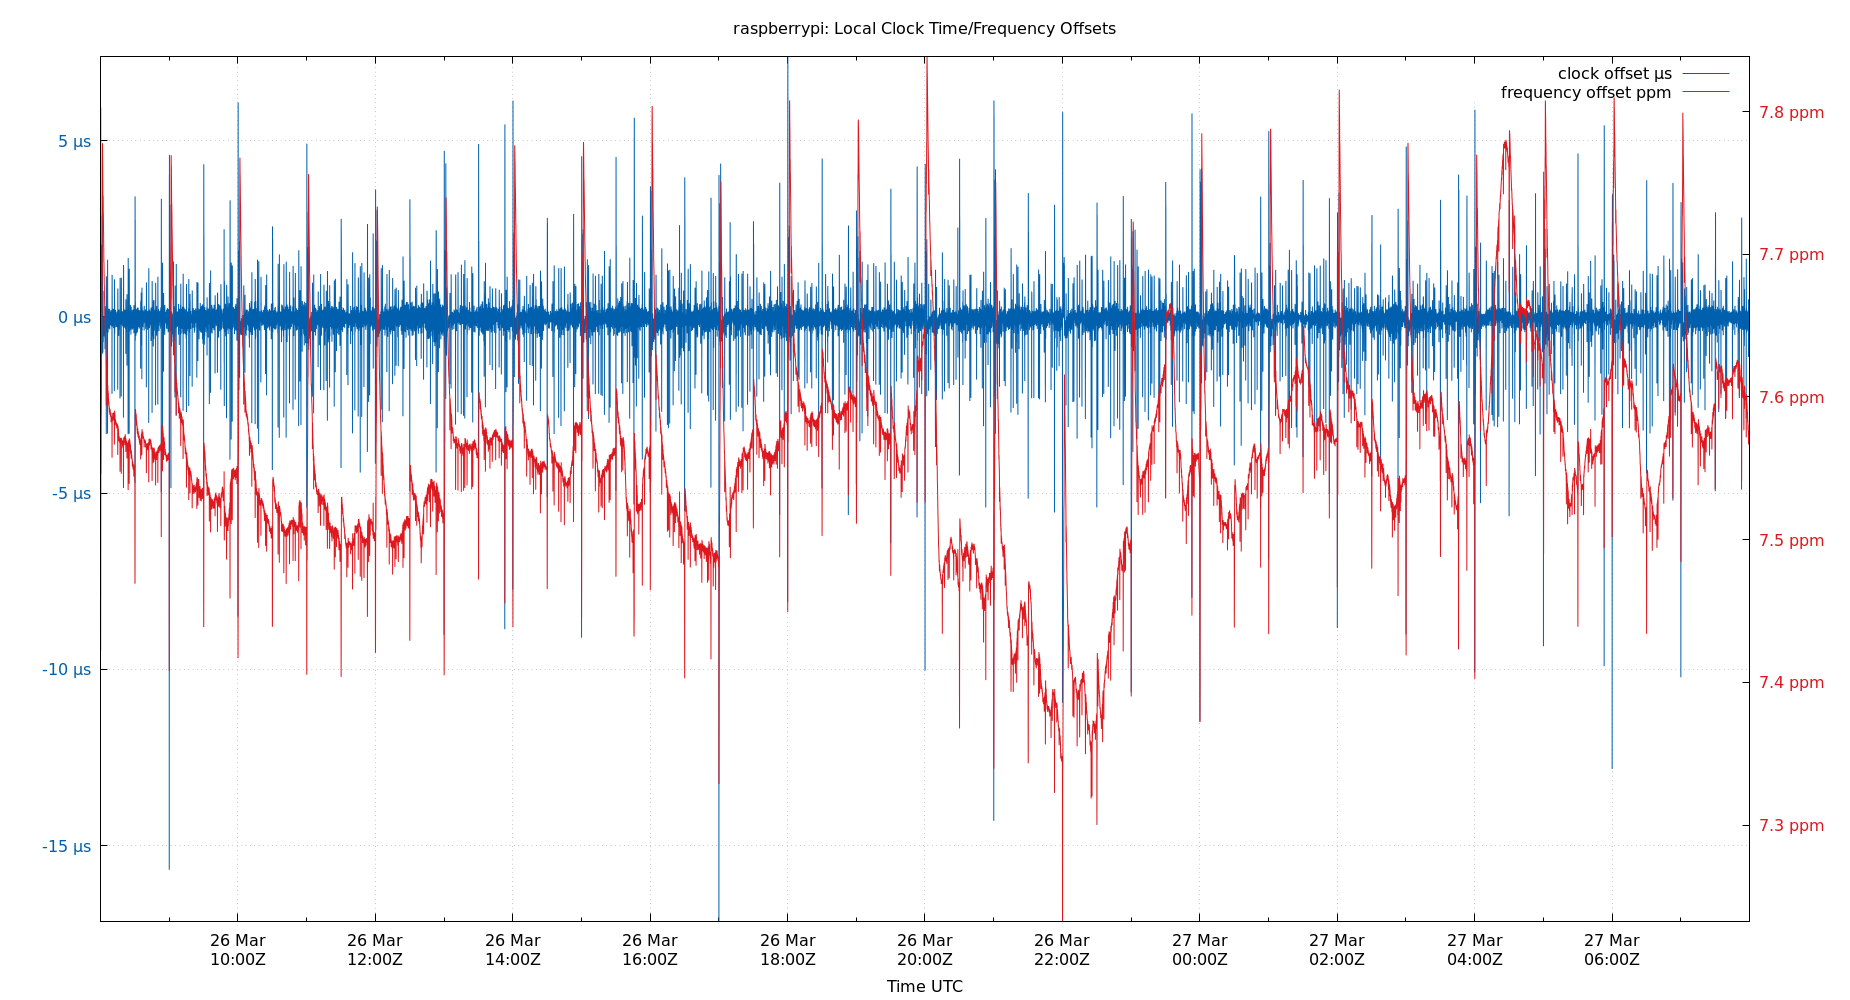 raspberrypi: Local Clock Time/Frequency Offsets
clock offset µs
frequency offset ppm
5 µs
0 µs
-5 µs
-10 µs
-15 µs
7.8 ppm
7.7 ppm
7.6 ppm
7.5 ppm
7.4 ppm
7.3 ppm
26 Mar 26 Mar 26 Mar 26 Mar 26 Mar 26 Mar 26 Mar 27 Mar 27 Mar 27 Mar 27 Mar
10:00Z 12:00Z 14:00Z 16:00Z 18:00Z 20:00Z 22:00Z 00:00Z 02:00Z 04:00Z 06:00Z
Time UTC